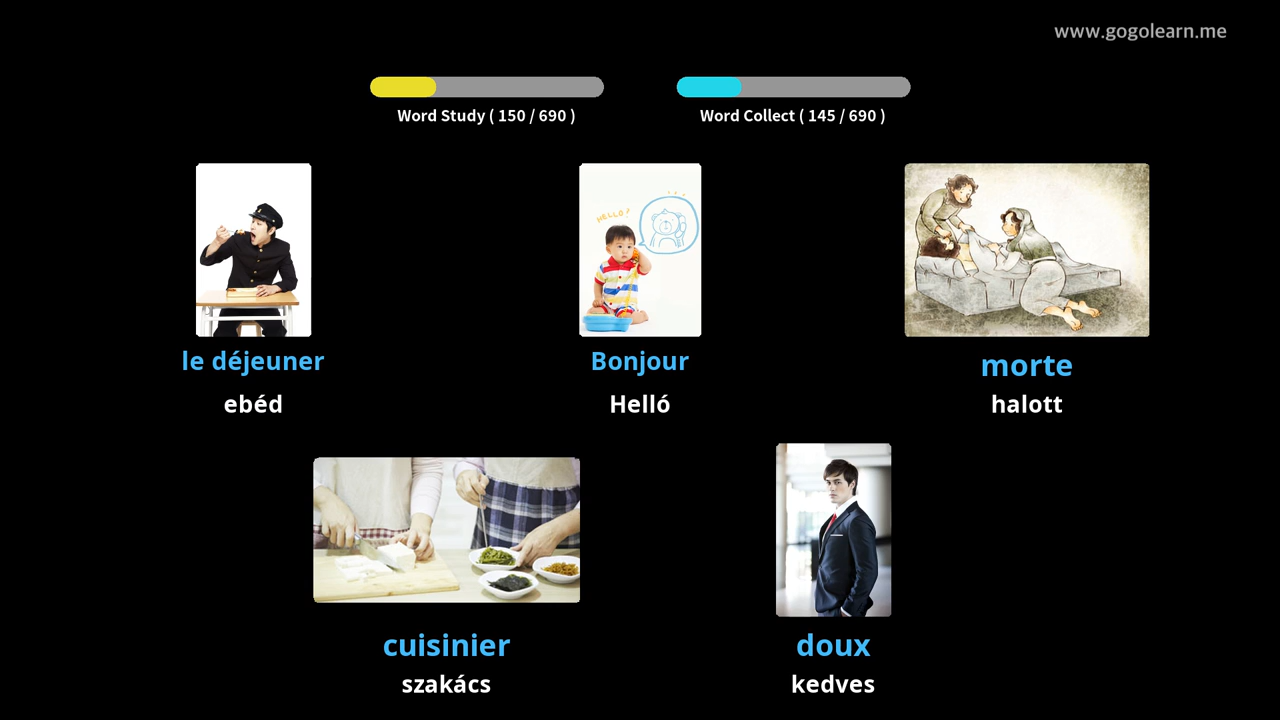 www.gogolearn.me
Word Study ( 150 / 690 )
Word Collect ( 145 / 690 )
HELLO?
le déjeuner
Bonjour
morte
ebéd
Helló
halott
cuisinier
doux
szakács
kedves